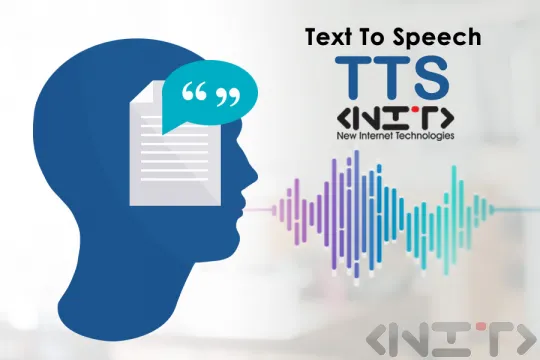 Text To Speech
TTS
<NIT>
New Internet Technologies
<NIT>